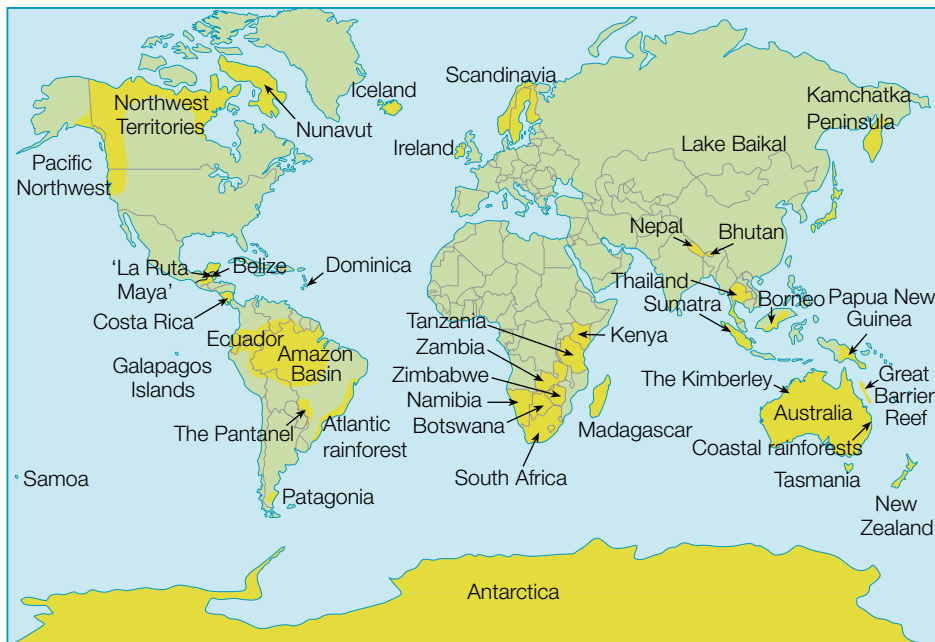 Scandinavia
Iceland
Kamchatka
Peninsula
Northwest
Territories
Nunavut
Ireland
Lake Baikal
Pacific
Northwest
Nepal
Bhutan
'La Ruta
Maya'
Belize
Dominica
Thailand
Sumatra
Borneo
Papua New
Guinea
Costa Rica
Tanzania
Kenya
Ecuador
Amazon
Basin
Zambia
Galapagos
Islands
Zimbabwe
The Kimberley
Great
Barrier
Reef
Namibia
Australia
Botswana
The Pantanel
Atlantic
rainforest
Madagascar
Coastal rainforests
South Africa
Tasmania
Samoa
Patagonia
New
Zealand
Antarctica